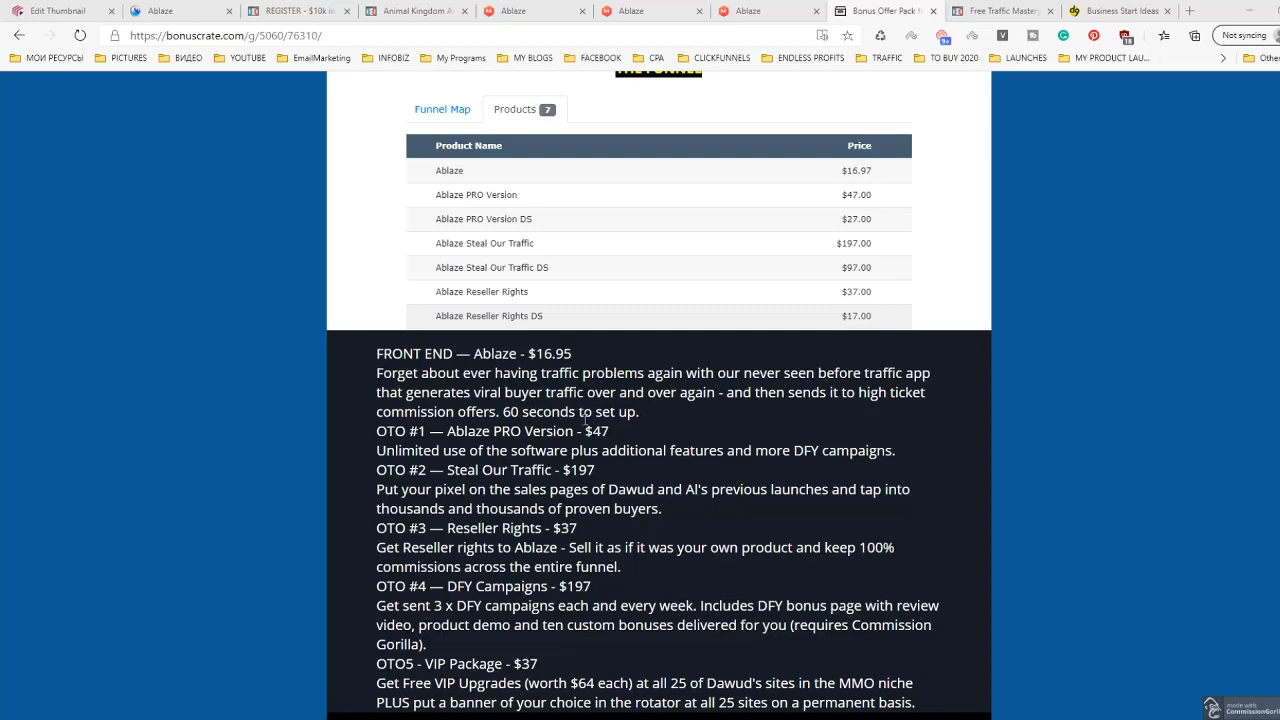 Edit Thumbnail
Ablaze
REGISTER - $10k in
Animal Kingdom A
Ablaze
Ablaze
Ablaze
Bonus Offer Pack f
Free Traffic Master
Business Start Ideas
https://bonuscrate.com/g/5060/76310/
9+
18
Not syncing
МОИ РЕСУРСЫ
PICTURES
ВИДЕО
YOUTUBE
EmailMarketing
INFOBIZ
My Programs
MY BLOGS
FACEBOOK
CPA
CLICKFUNNELS
ENDLESS PROFITS
TRAFFIC
TO BUY 2020
LAUNCHES
MY PRODUCT LAU...
Other
THE FUNNEL
Funnel Map
Products 7
Product Name Price
Ablaze $16.97
Ablaze PRO Version $47.00
Ablaze PRO Version DS $27.00
Ablaze Steal Our Traffic $197.00
Ablaze Steal Our Traffic DS $97.00
Ablaze Reseller Rights $37.00
Ablaze Reseller Rights DS $17.00
FRONT END — Ablaze - $16.95
Forget about ever having traffic problems again with our never seen before traffic app
that generates viral buyer traffic over and over again - and then sends it to high ticket
commission offers. 60 seconds to set up.
OTO #1 — Ablaze PRO Version - $47
Unlimited use of the software plus additional features and more DFY campaigns.
OTO #2 — Steal Our Traffic - $197
Put your pixel on the sales pages of Dawud and Al's previous launches and tap into
thousands and thousands of proven buyers.
OTO #3 — Reseller Rights - $37
Get Reseller rights to Ablaze - Sell it as if it was your own product and keep 100%
commissions across the entire funnel.
OTO #4 — DFY Campaigns - $197
Get sent 3 x DFY campaigns each and every week. Includes DFY bonus page with review
video, product demo and ten custom bonuses delivered for you (requires Commission
Gorilla).
OTO5 - VIP Package - $37
Get Free VIP Upgrades (worth $64 each) at all 25 of Dawud's sites in the MMO niche
PLUS put a banner of your choice in the rotator at all 25 sites on a permanent basis.
made with
CommissionGorilla